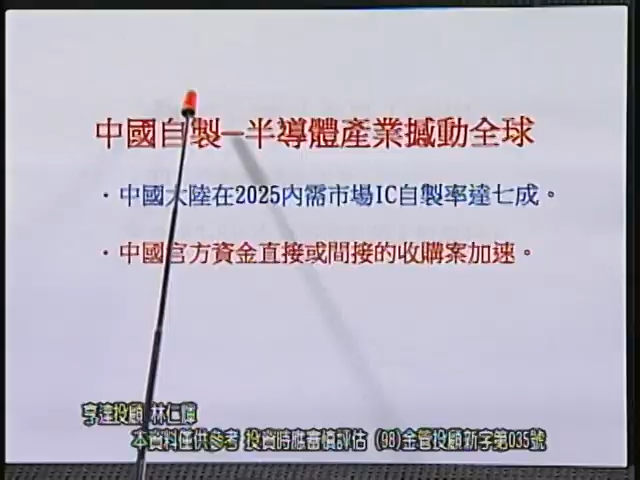 中國自製—半導體產業撼動全球
・中國大陸在2025內需市場IC自製率達七成。
・中國官方資金直接或間接的收購案加速。
亨達投顧 林仁暉
本資料僅供參考 投資時應審慎評估 (98)金管投顧新字第035號